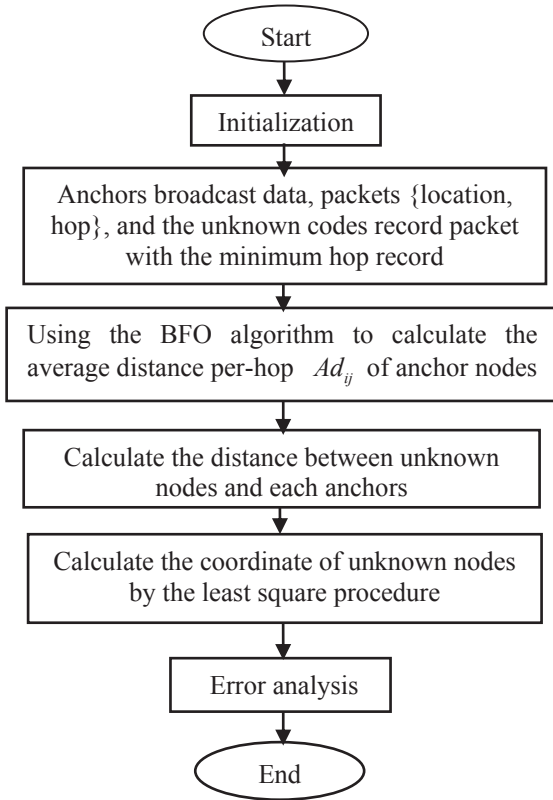 Start
Initialization
Anchors broadcast data, packets {location,
hop}, and the unknown codes record packet
with the minimum hop record
Using the BFO algorithm to calculate the
average distance per-hop Ad_ij of anchor nodes
Calculate the distance between unknown
nodes and each anchors
Calculate the coordinate of unknown nodes
by the least square procedure
Error analysis
End